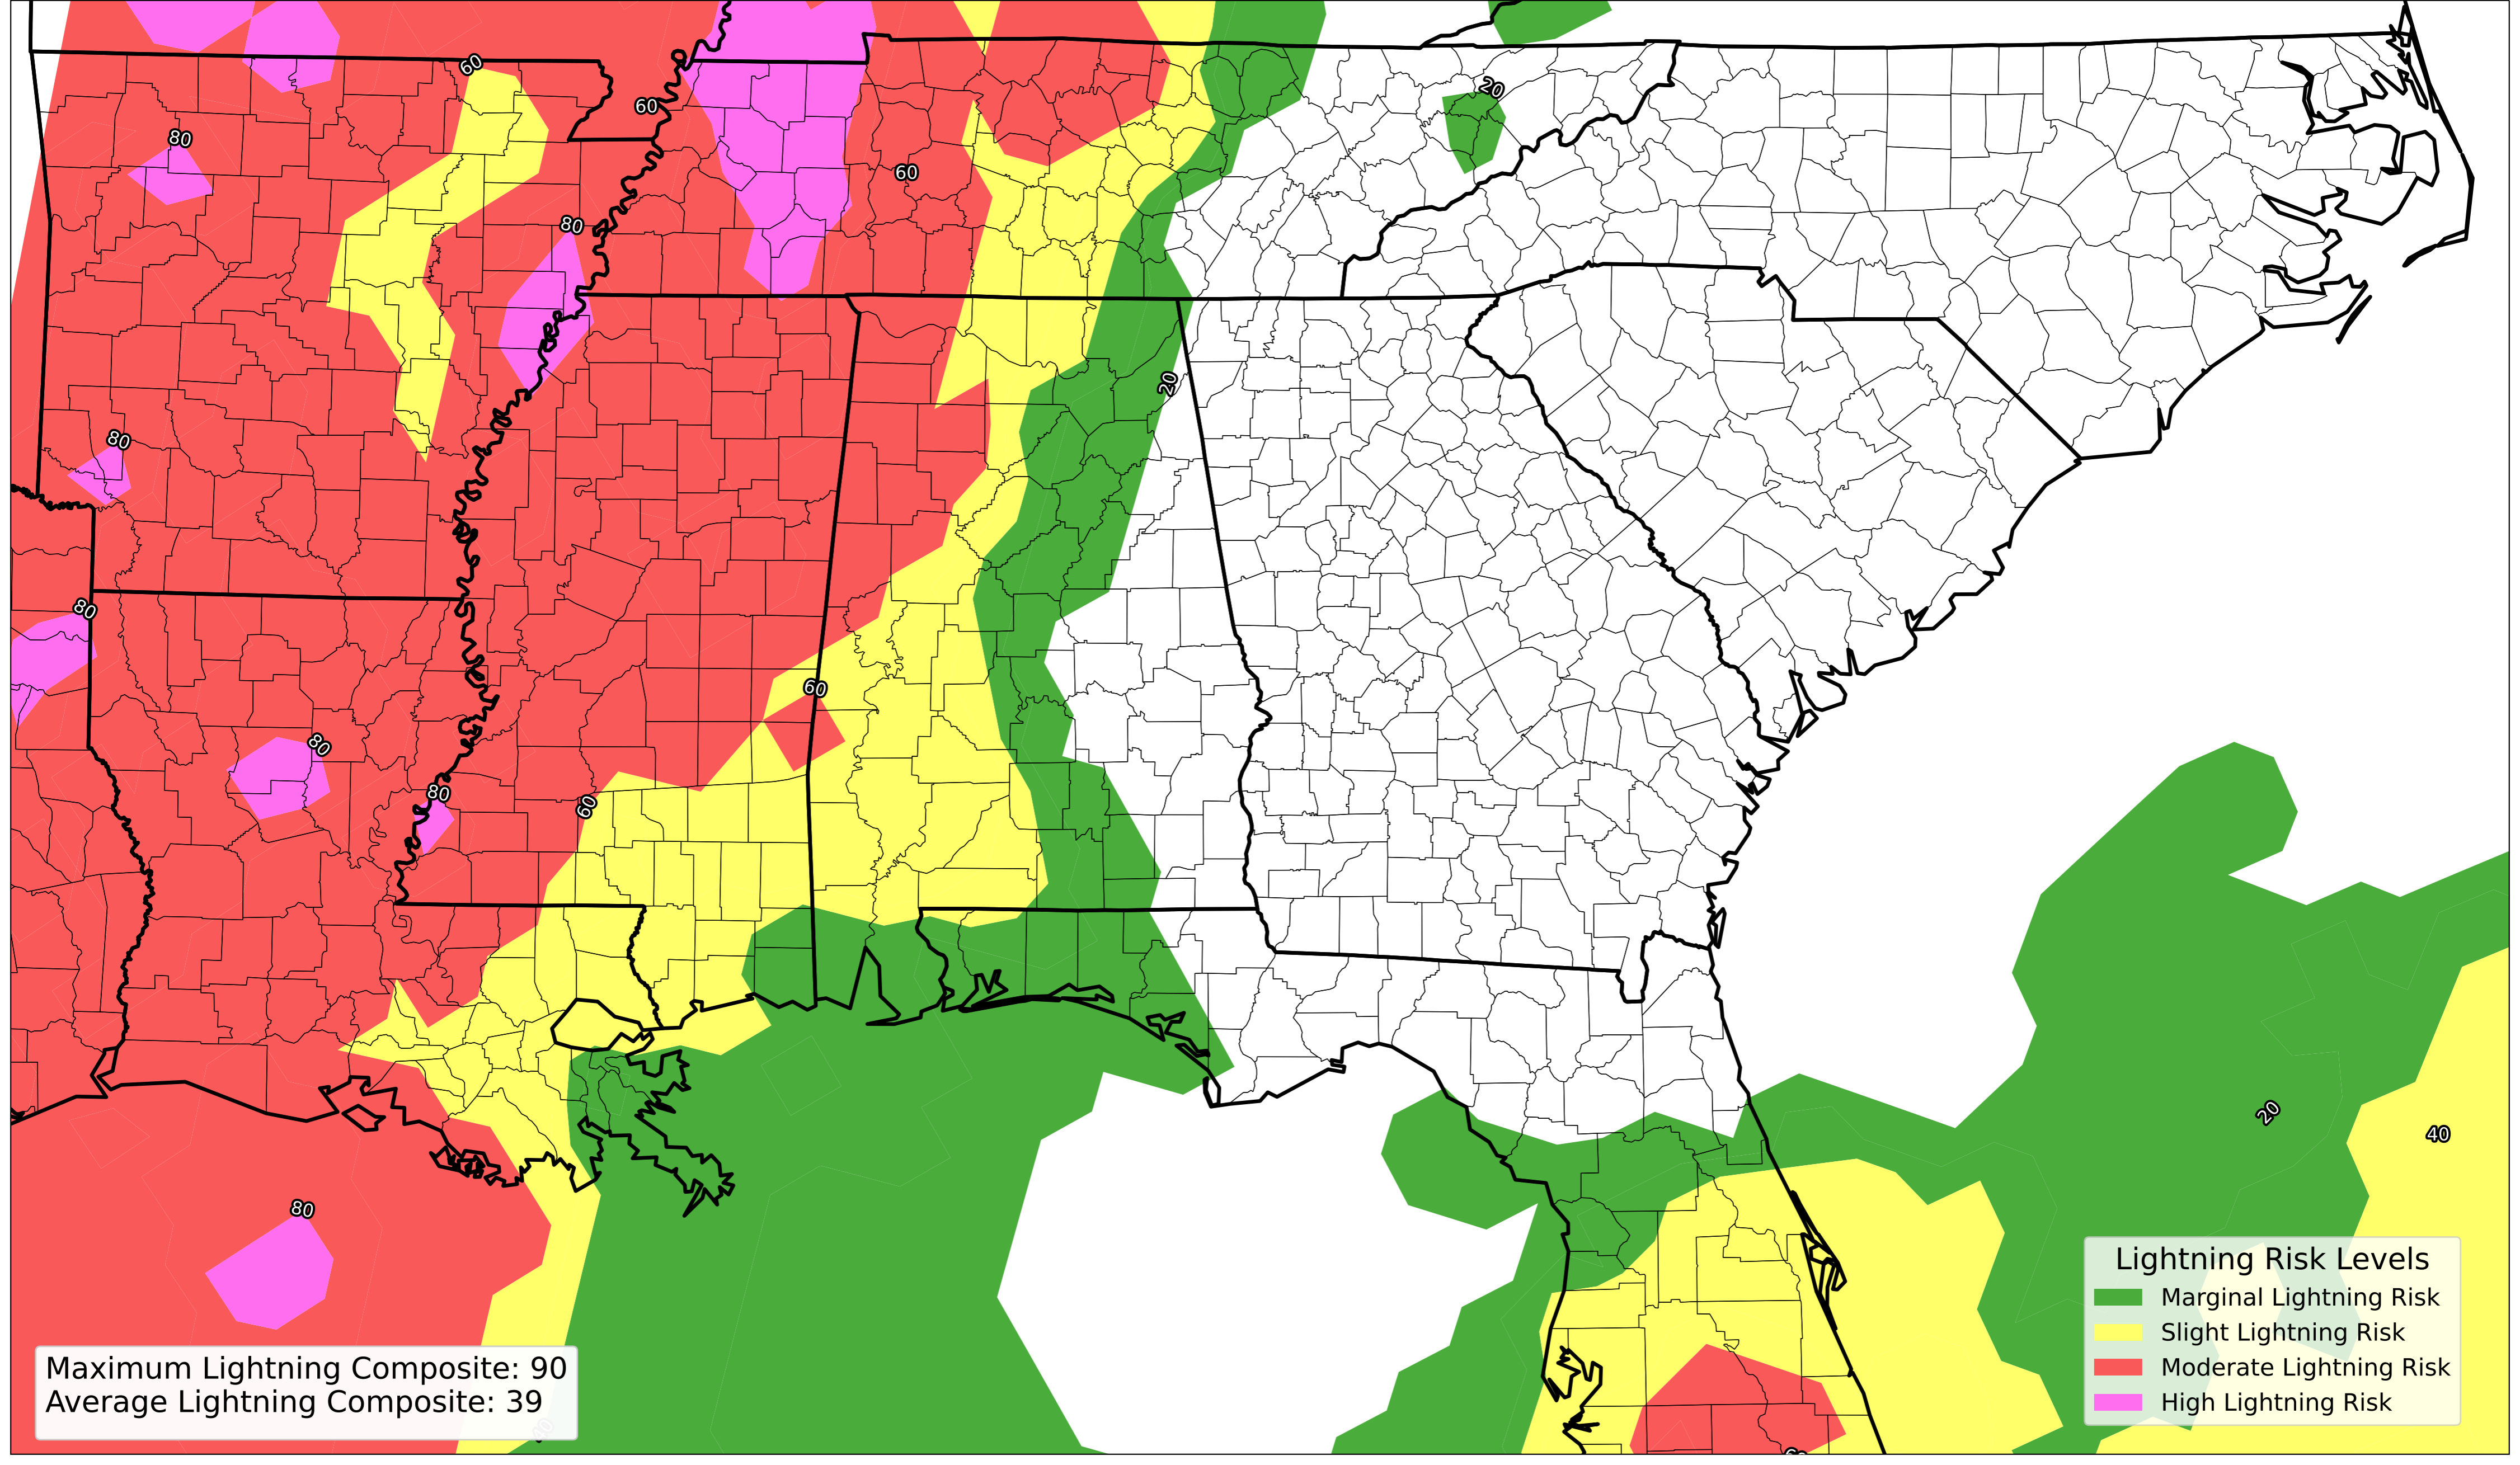 60
60
20
80
60
80
20
80
80
60
80
80
60
20
40
80
Lightning Risk Levels
Marginal Lightning Risk
Slight Lightning Risk
Moderate Lightning Risk
High Lightning Risk
Maximum Lightning Composite: 90
Average Lightning Composite: 39